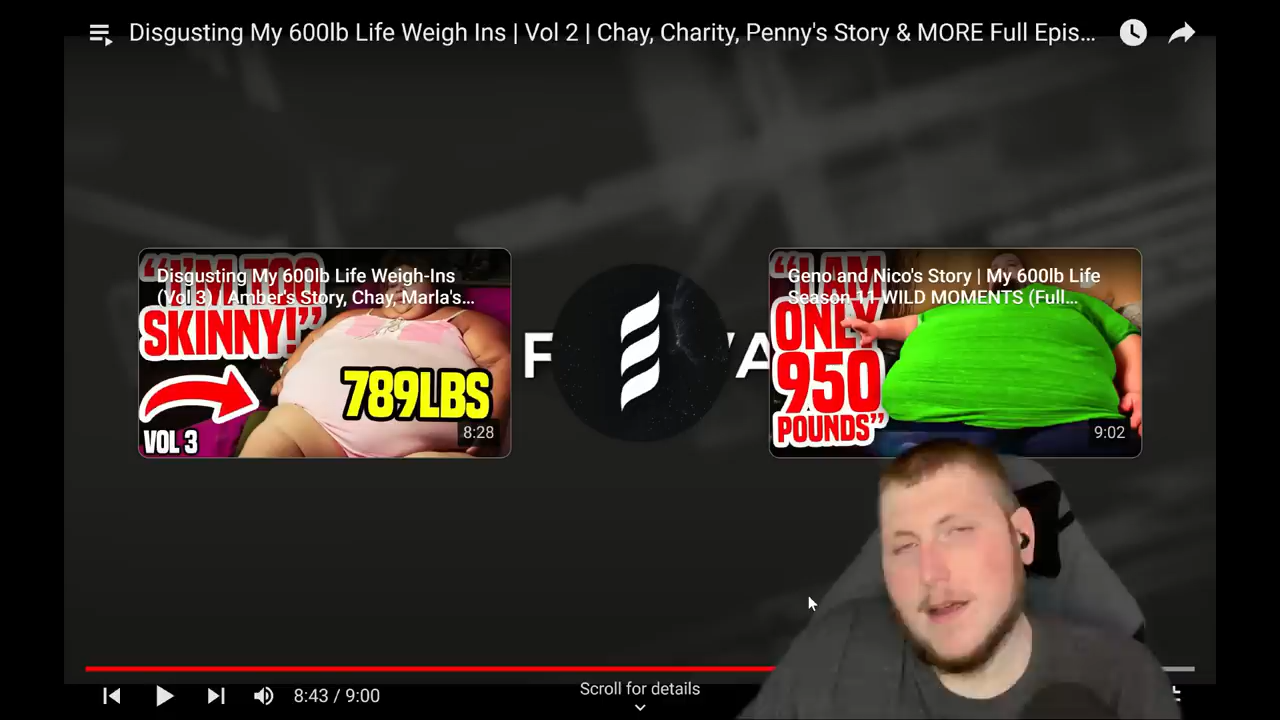 Disgusting My 600lb Life Weigh Ins | Vol 2 | Chay, Charity, Penny's Story & MORE Full Epis...
Disgusting My 600lb Life Weigh-Ins
(Vol 3) / Amber's Story, Chay, Marla's...
“I'M TOO
SKINNY!”
789LBS
VOL 3
8:28
F
VA
Geno and Nico's Story | My 600lb Life
Season 11 WILD MOMENTS (Full...
“I AM
ONLY
950
POUNDS”
9:02
8:43 / 9:00
Scroll for details